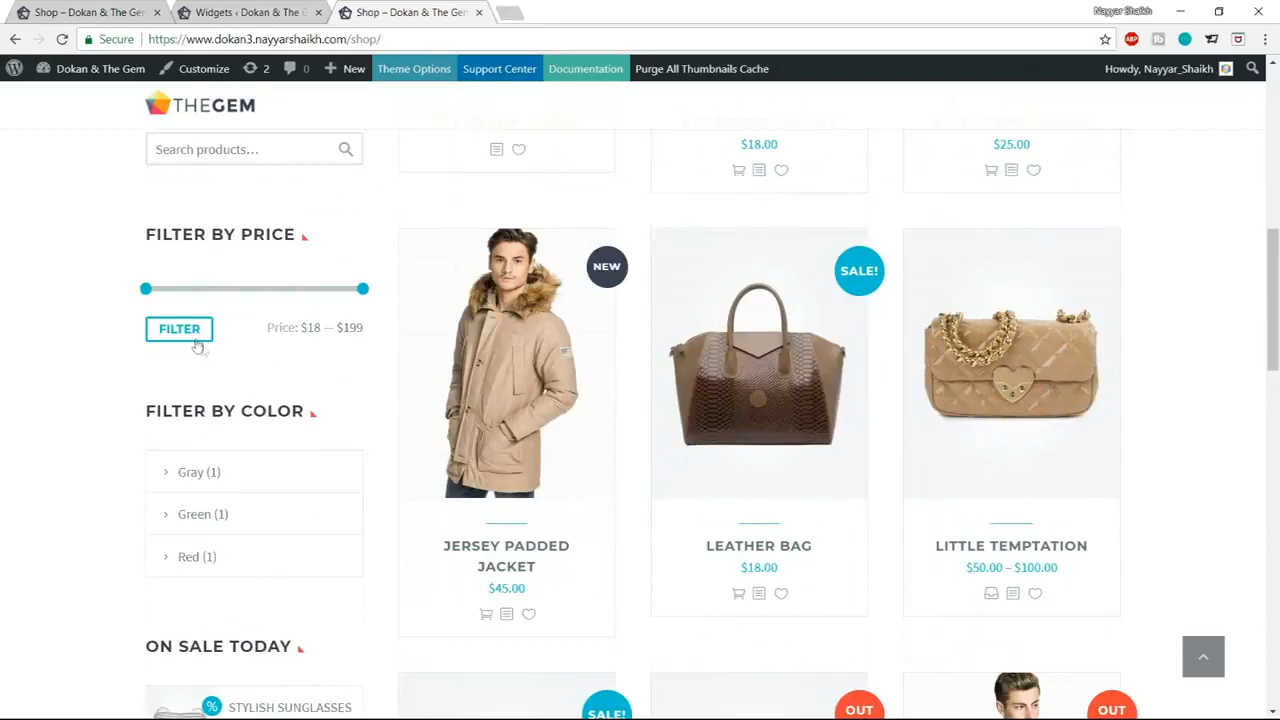 Shop – Dokan & The Ge
Widgets ‹ Dokan & The G
Shop – Dokan & The Gem
Nayyar Shaikh
Secure
https://www.dokan3.nayyarshaikh.com/shop/
ABP
Dokan & The Gem
Customize
2
0
New
Theme Options
Support Center
Documentation
Purge All Thumbnails Cache
Howdy, Nayyar_Shaikh
THEGEM
Search products...
$18.00
$25.00
FILTER BY PRICE
FILTER
Price: $18 — $199
FILTER BY COLOR
Gray (1)
Green (1)
Red (1)
ON SALE TODAY
%
STYLISH SUNGLASSES
NEW
JERSEY PADDED
JACKET
$45.00
SALE!
LEATHER BAG
$18.00
LITTLE TEMPTATION
$50.00 – $100.00
SALE!
OUT
OUT